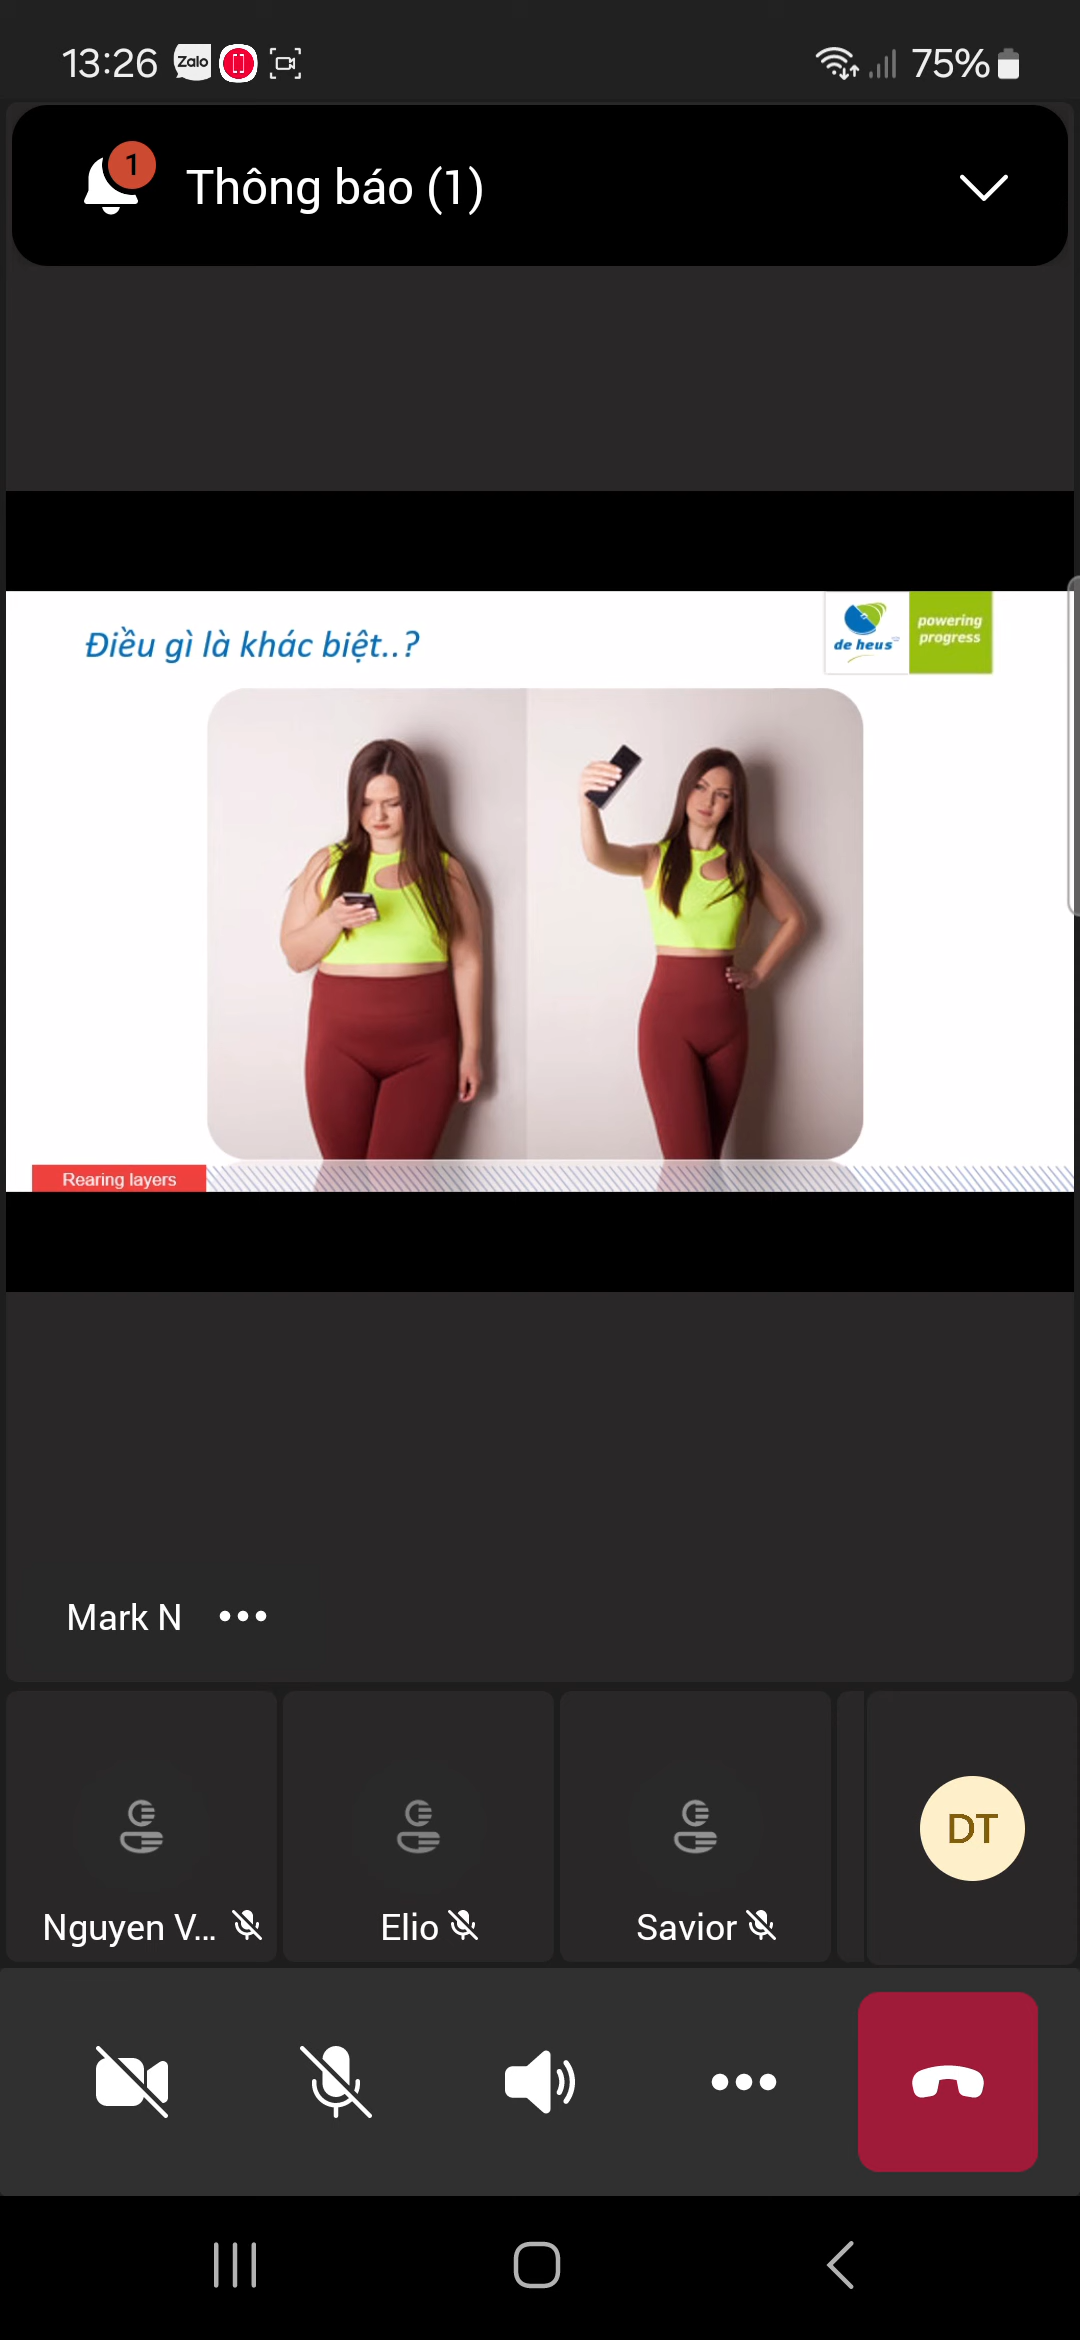 13:26 Zalo 75%
1
Thông báo (1)
Điều gì là khác biệt..?
de heus
powering
progress
Rearing layers
Mark N
Nguyen V...
Elio
Savior
DT